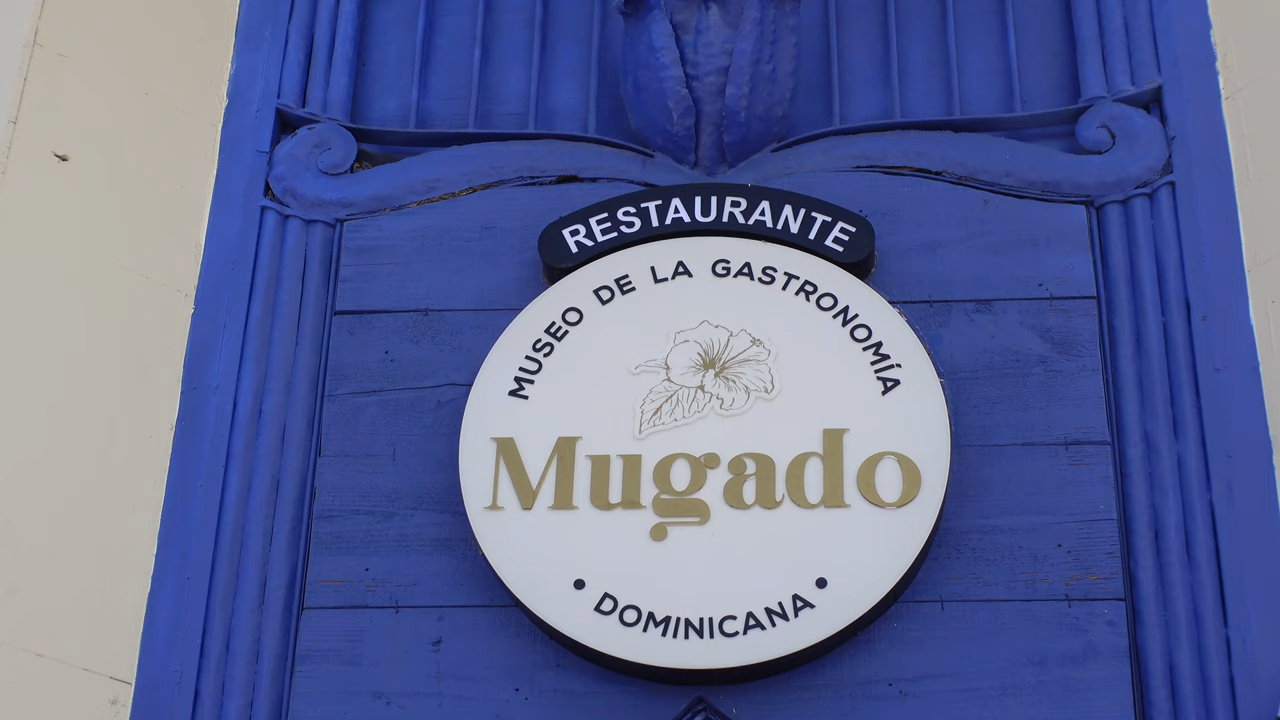 RESTAURANTE
MUSEO DE LA GASTRONOMÍA
Mugado
• DOMINICANA •